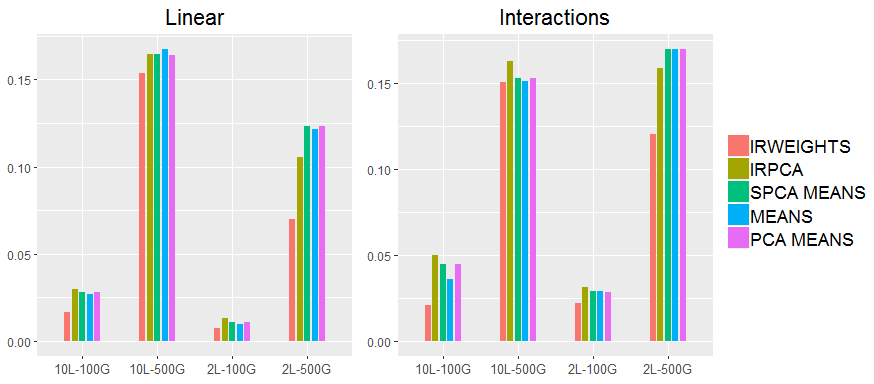 Linear
0.15
0.10
0.05
0.00
10L-100G 10L-500G 2L-100G 2L-500G
Interactions
0.15
0.10
0.05
0.00
10L-100G 10L-500G 2L-100G 2L-500G
IRWEIGHTS
IRPCA
SPCA MEANS
MEANS
PCA MEANS